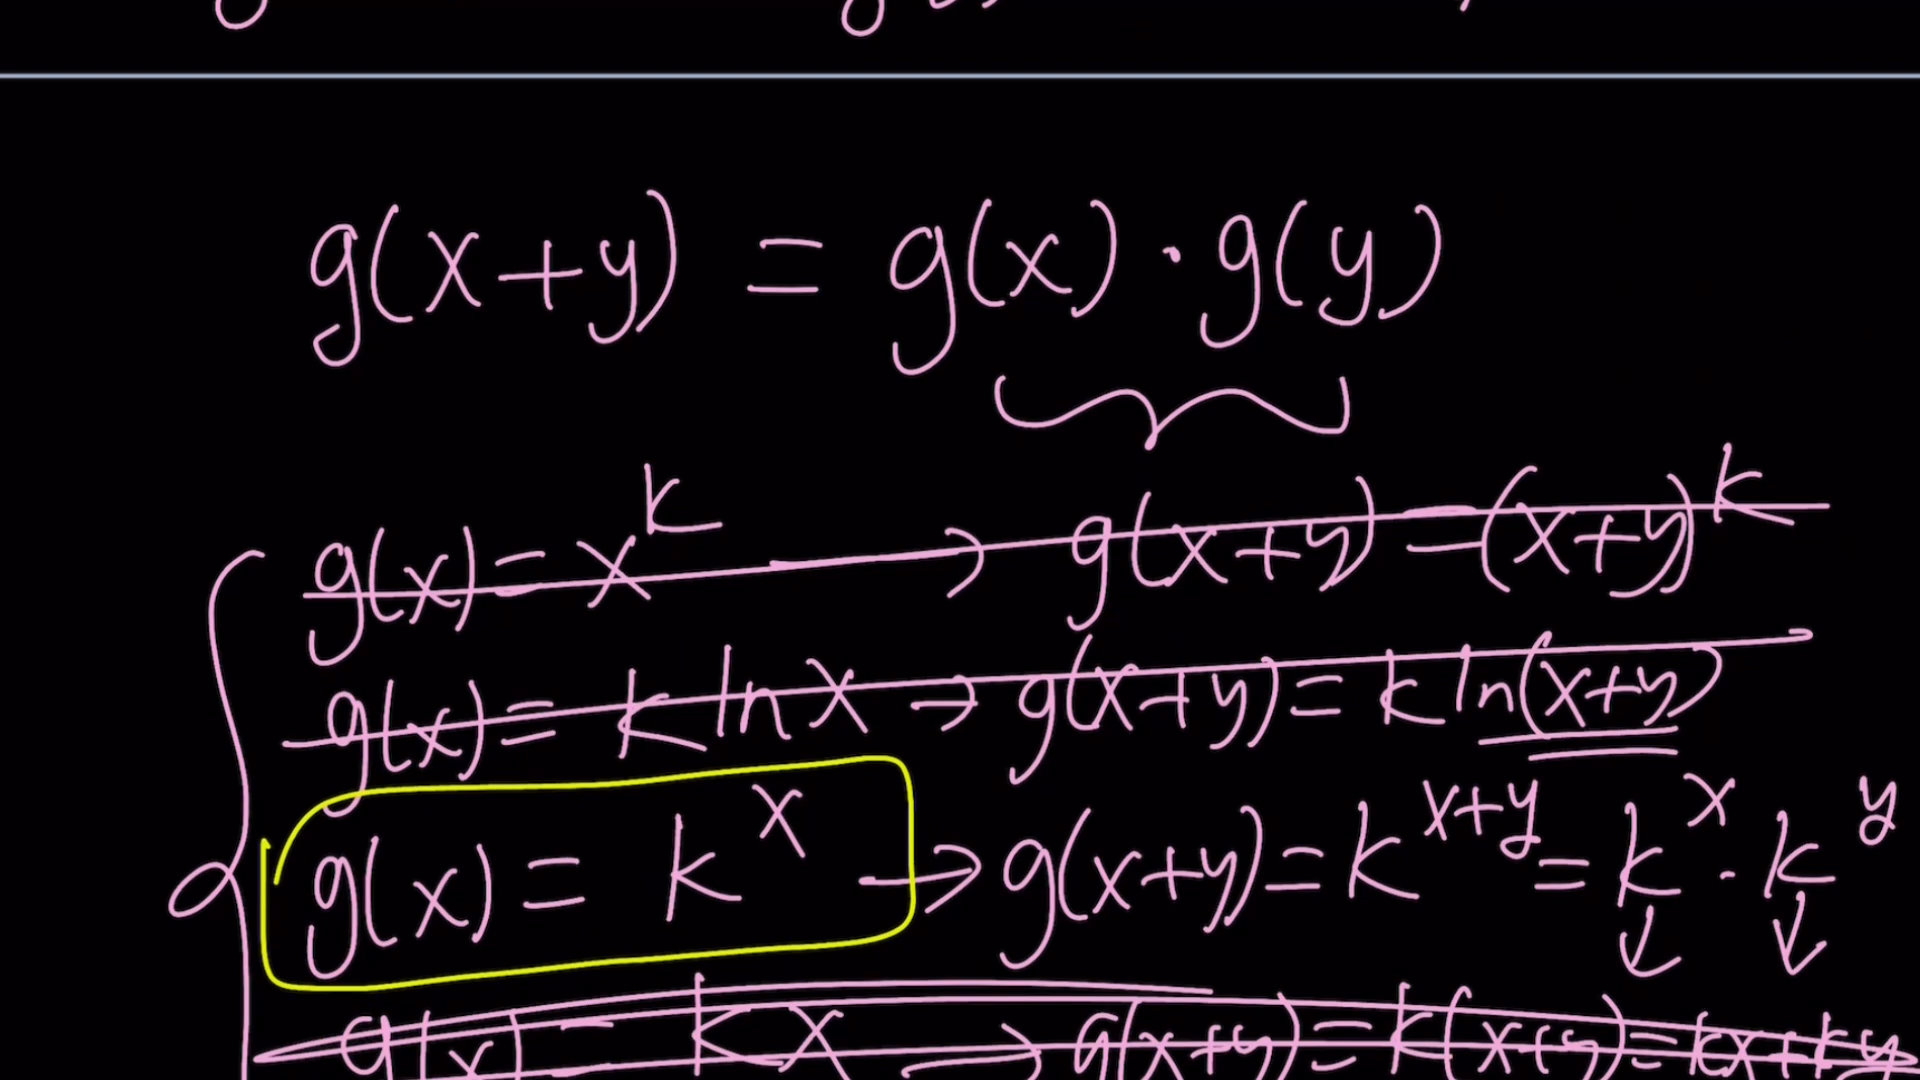 g(x+y) = g(x) · g(y)
g(x) = x^k → g(x+y) = (x+y)^k
g(x) = k ln x → g(x+y) = k ln(x+y)
g(x) = k^x → g(x+y) = k^{x+y} = k^x · k^y
g(x) = kx → g(x+y) = k(x+y) = kx+ky